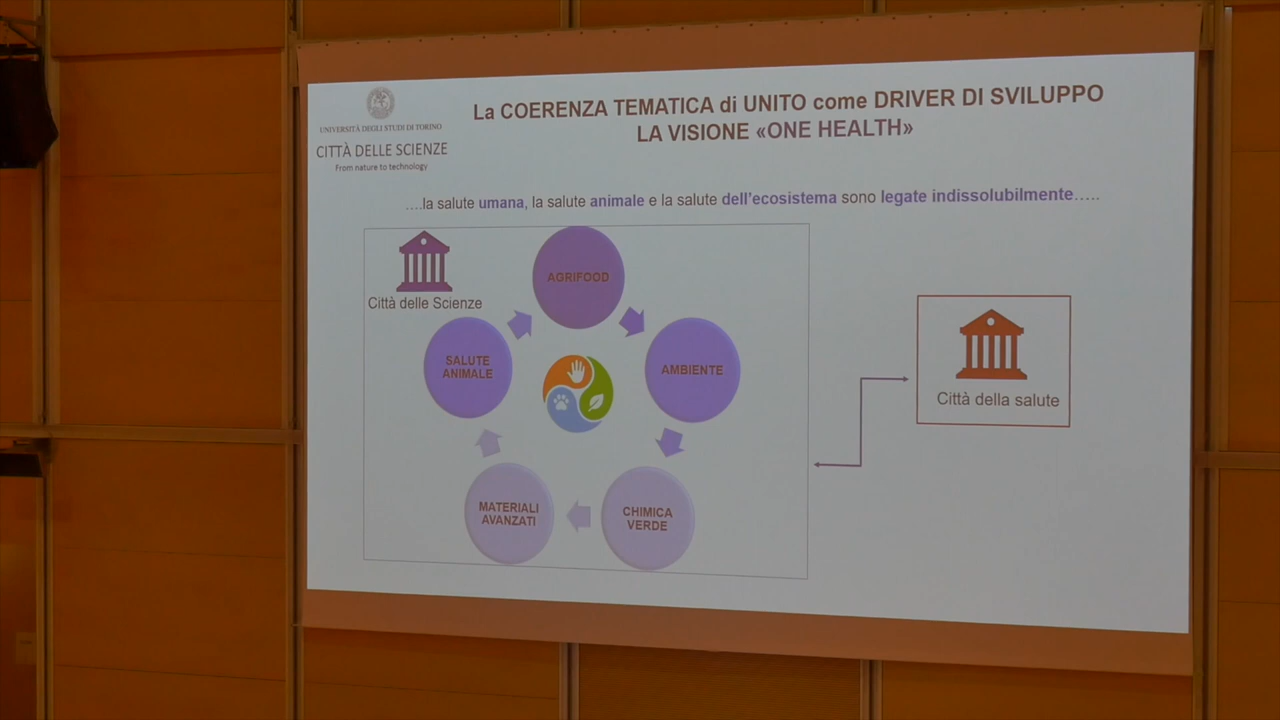 La COERENZA TEMATICA di UNITO come DRIVER DI SVILUPPO
LA VISIONE «ONE HEALTH»
UNIVERSITÀ DEGLI STUDI DI TORINO
CITTÀ DELLE SCIENZE
From nature to technology
….la salute umana, la salute animale e la salute dell'ecosistema sono legate indissolubilmente…..
Città delle Scienze
AGRIFOOD
AMBIENTE
CHIMICA
VERDE
MATERIALI
AVANZATI
SALUTE
ANIMALE
Città della salute